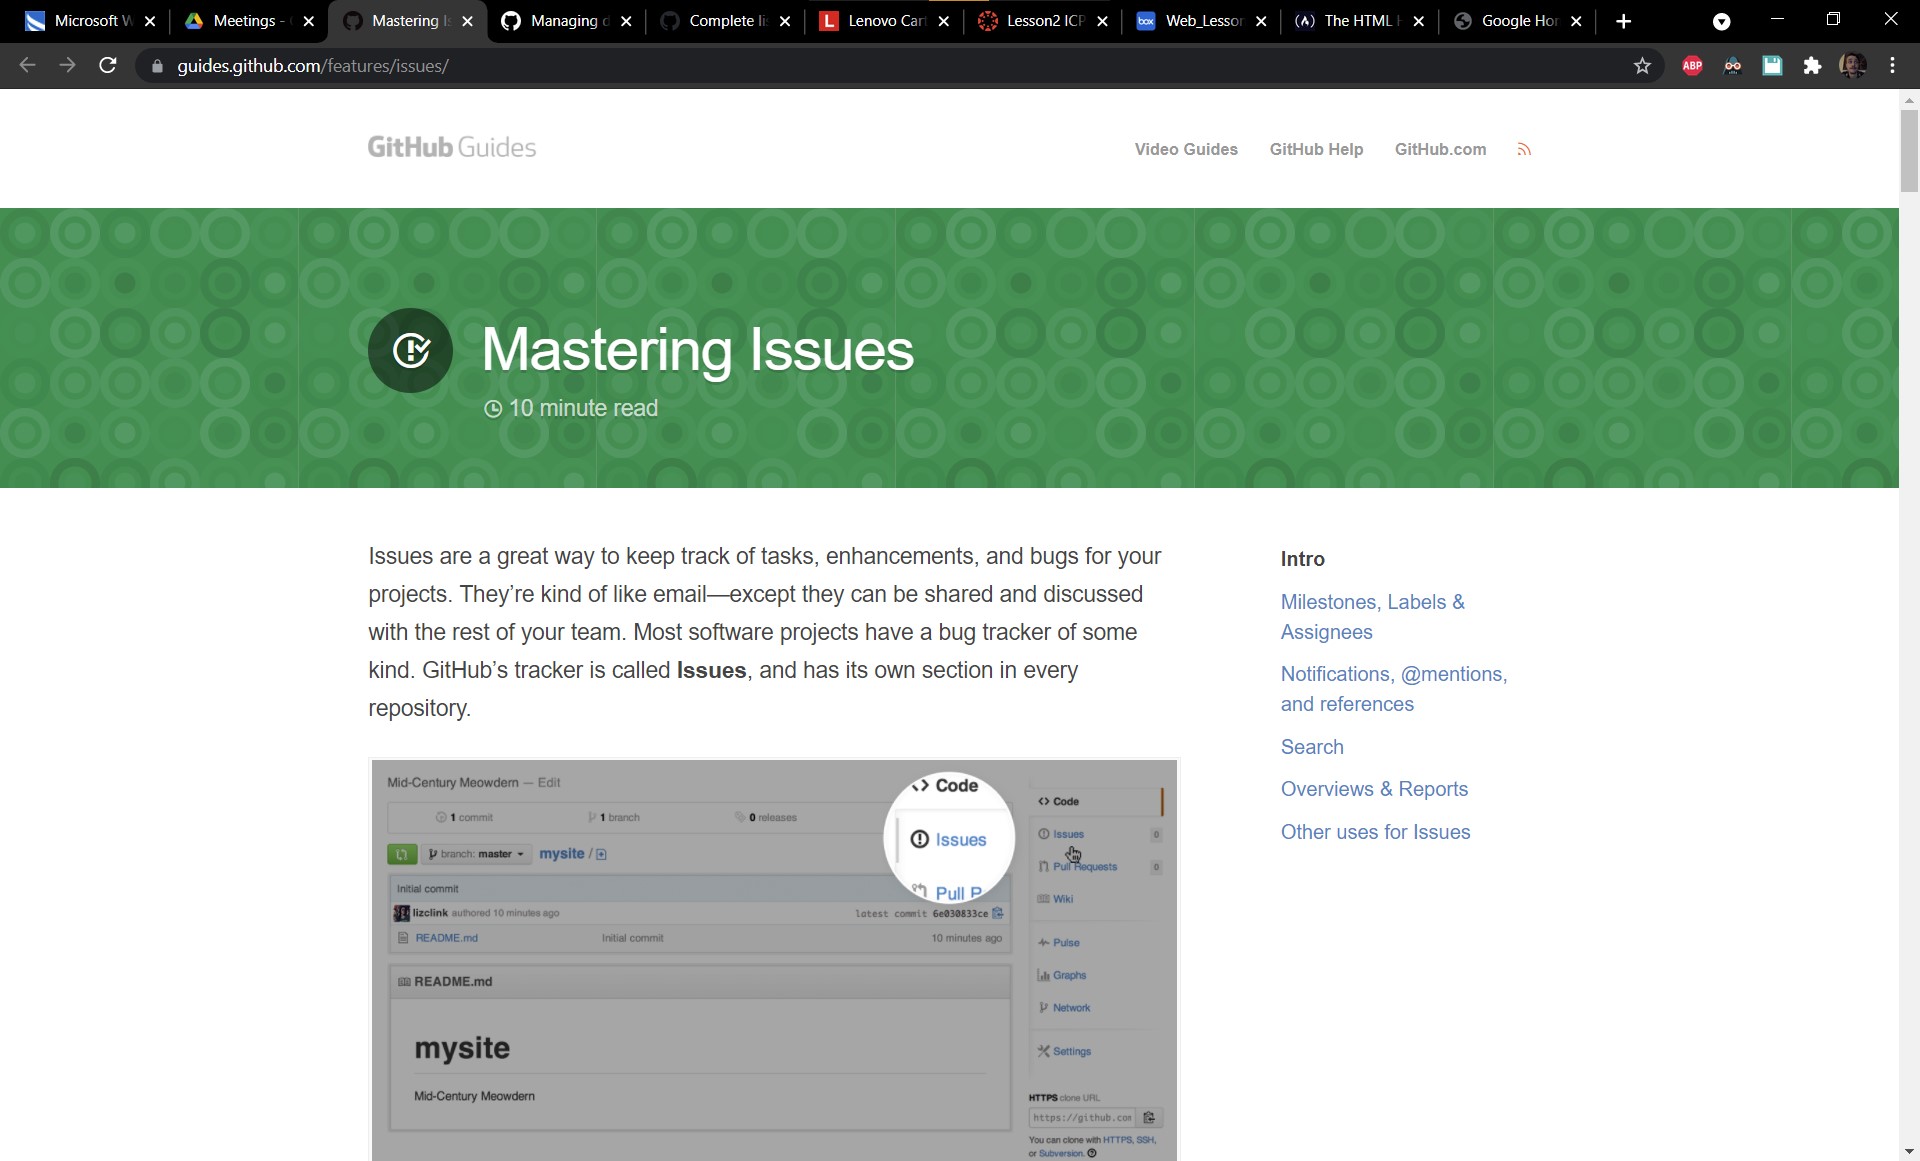 Microsoft W
Meetings -
Mastering Is
Managing d
Complete li
Lenovo Cart
Lesson2 ICP
Web_Lesson
The HTML
Google Hor
guides.github.com/features/issues/
ABP
GitHub Guides
Video Guides
GitHub Help
GitHub.com
Mastering Issues
10 minute read
Issues are a great way to keep track of tasks, enhancements, and bugs for your
projects. They’re kind of like email—except they can be shared and discussed
with the rest of your team. Most software projects have a bug tracker of some
kind. GitHub’s tracker is called Issues, and has its own section in every
repository.
Intro
Milestones, Labels &
Assignees
Notifications, @mentions,
and references
Search
Overviews & Reports
Other uses for Issues
Mid-Century Meowdern — Edit
1 commit
1 branch
0 releases
branch: master
mysite /
Initial commit
lizclink authored 10 minutes ago
latest commit 6e030833ce
README.md
Initial commit
10 minutes ago
README.md
mysite
Mid-Century Meowdern
Code
Issues
Pull P
Code
Issues 0
Pull Requests 0
Wiki
Pulse
Graphs
Network
Settings
HTTPS clone URL
https://github.com
You can clone with HTTPS, SSH,
or Subversion.